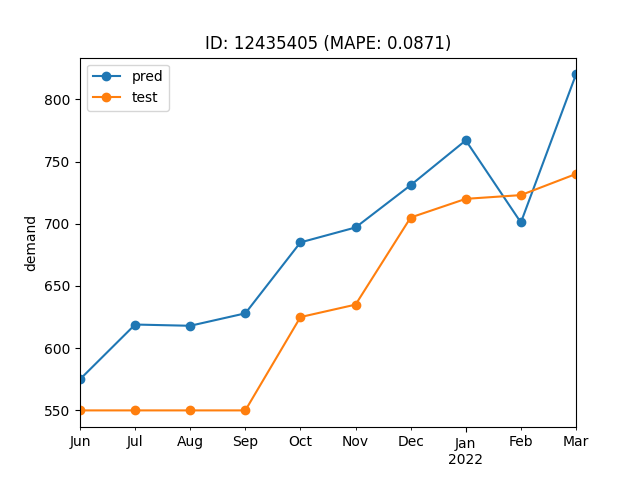 ID: 12435405 (MAPE: 0.0871)
pred
test
800
750
700
650
600
550
demand
Jun Jul Aug Sep Oct Nov Dec Jan Feb Mar
2022